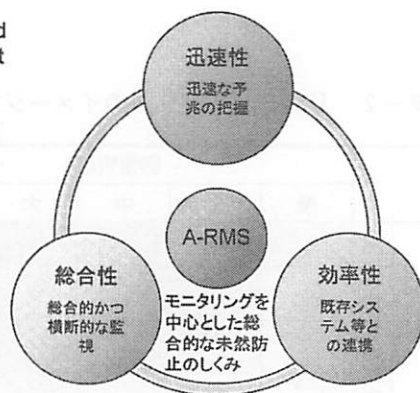 d
t
迅速性
迅速な予
兆の把握
A-RMS
モニタリングを
中心とした総
合的な未然防
止のしくみ
総合性
総合的かつ
横断的な監
視
効率性
既存シス
テム等と
の連携